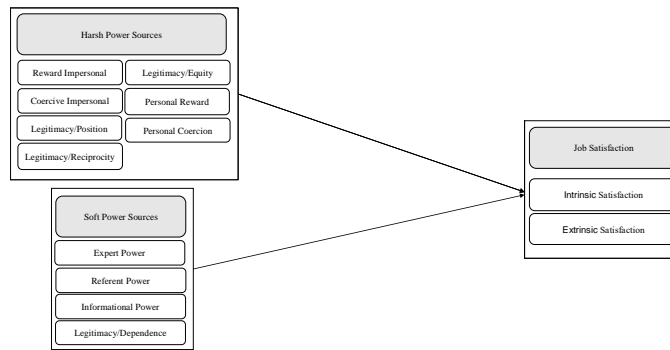 Harsh Power Sources
Reward Impersonal
Legitimacy/Equity
Coercive Impersonal
Personal Reward
Legitimacy/Position
Personal Coercion
Legitimacy/Reciprocity
Job Satisfaction
Intrinsic Satisfaction
Extrinsic Satisfaction
Soft Power Sources
Expert Power
Referent Power
Informational Power
Legitimacy/Dependence